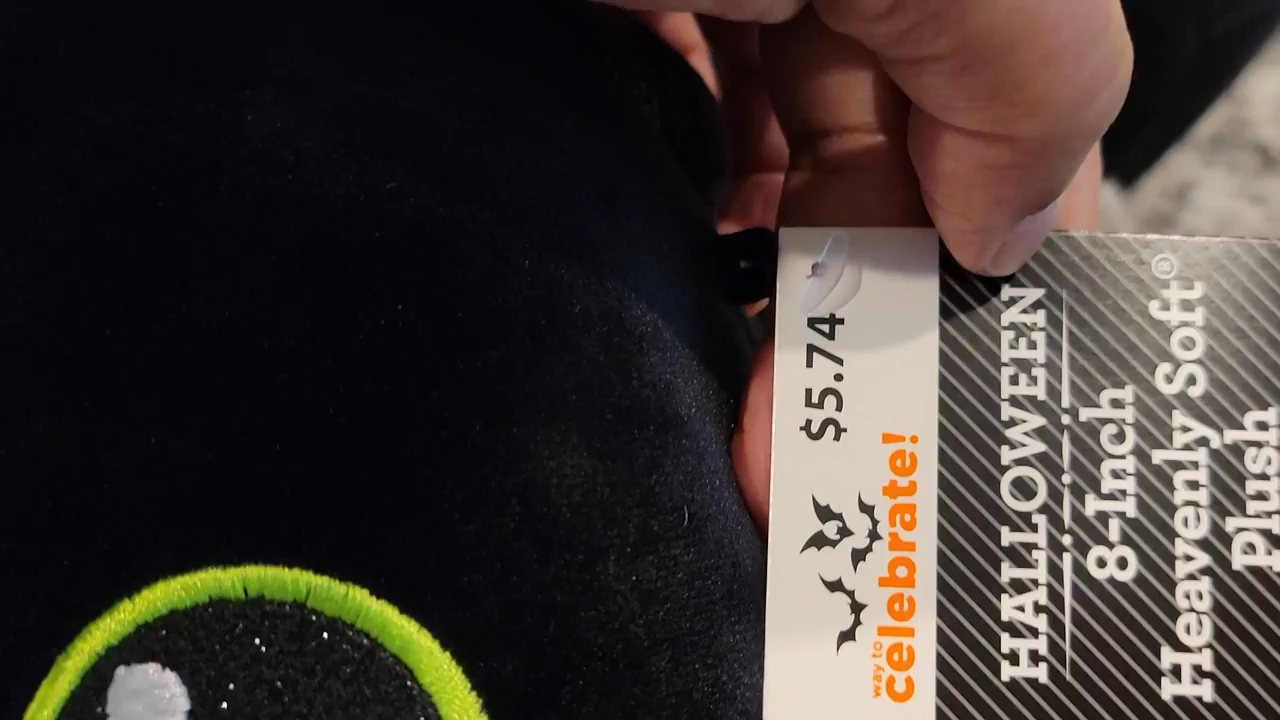 $5.74
way to
celebrate!
HALLOWEEN
8-Inch
Heavenly Soft®
Plush